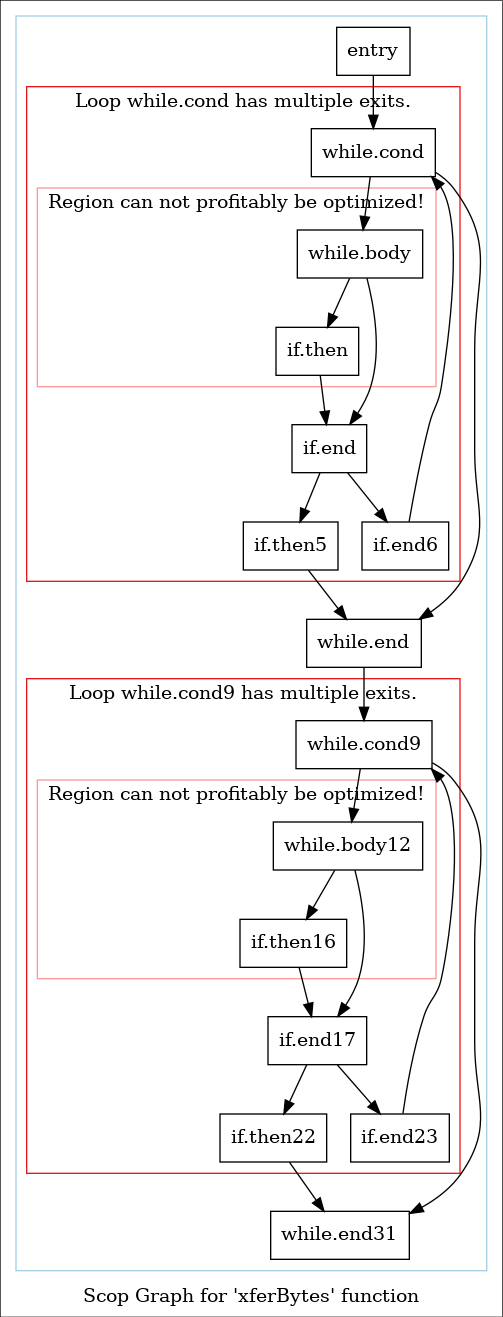 entry
Loop while.cond has multiple exits.
while.cond
Region can not profitably be optimized!
while.body
if.then
if.end
if.then5
if.end6
while.end
Loop while.cond9 has multiple exits.
while.cond9
Region can not profitably be optimized!
while.body12
if.then16
if.end17
if.then22
if.end23
while.end31
Scop Graph for 'xferBytes' function